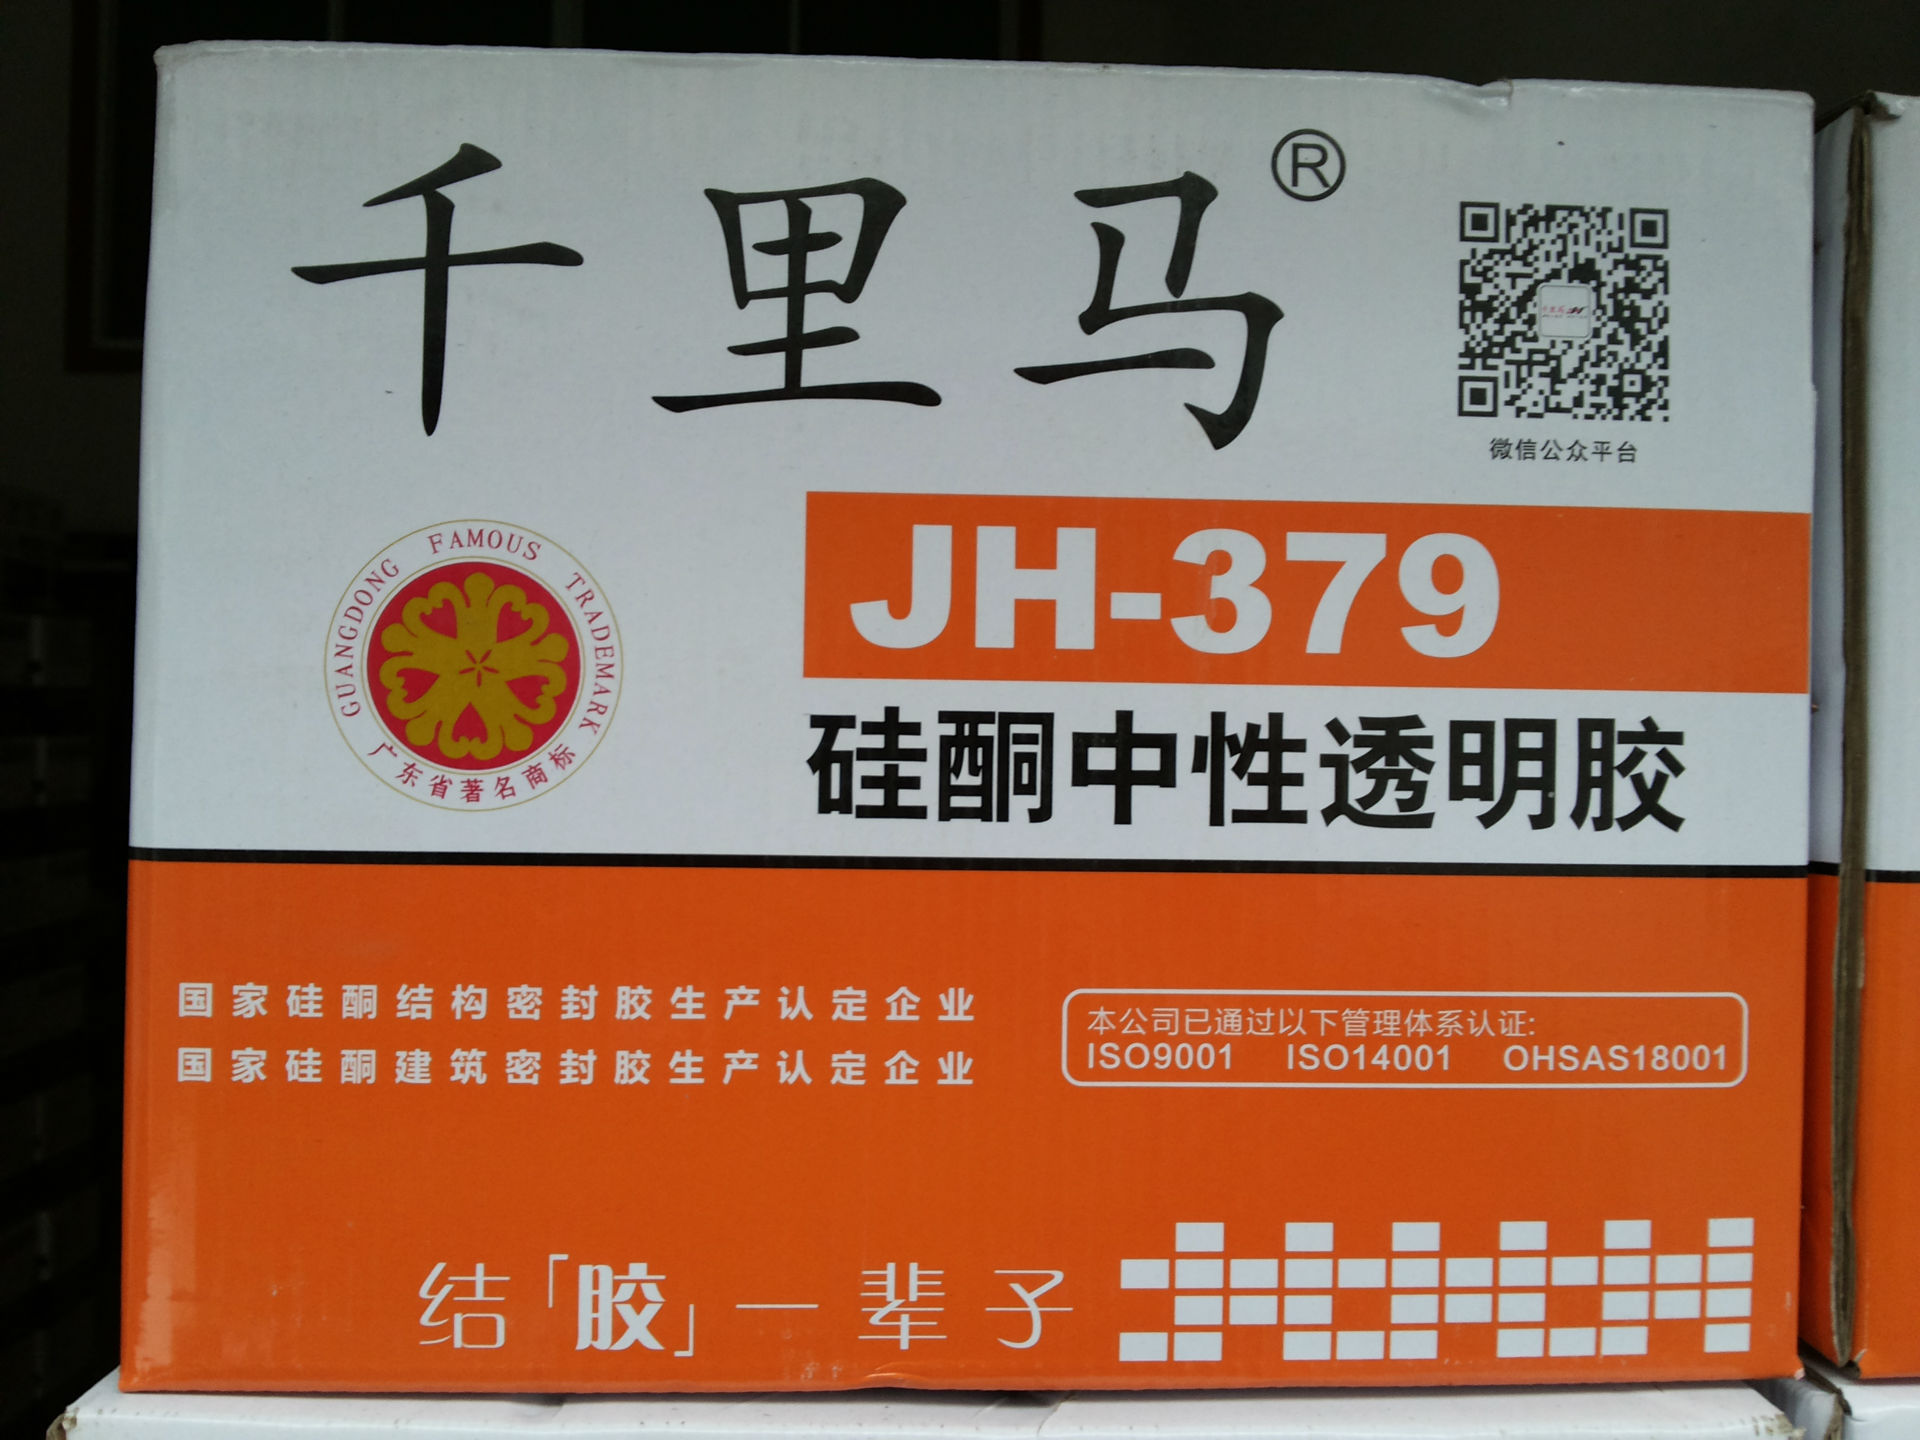 千里马®
微信公众平台
JH-379
硅酮中性透明胶
GUANGDONG FAMOUS TRADEMARK
广东省著名商标
国家硅酮结构密封胶生产认定企业
国家硅酮建筑密封胶生产认定企业
本公司已通过以下管理体系认证:
ISO9001 ISO14001 OHSAS18001
结「胶」一辈子